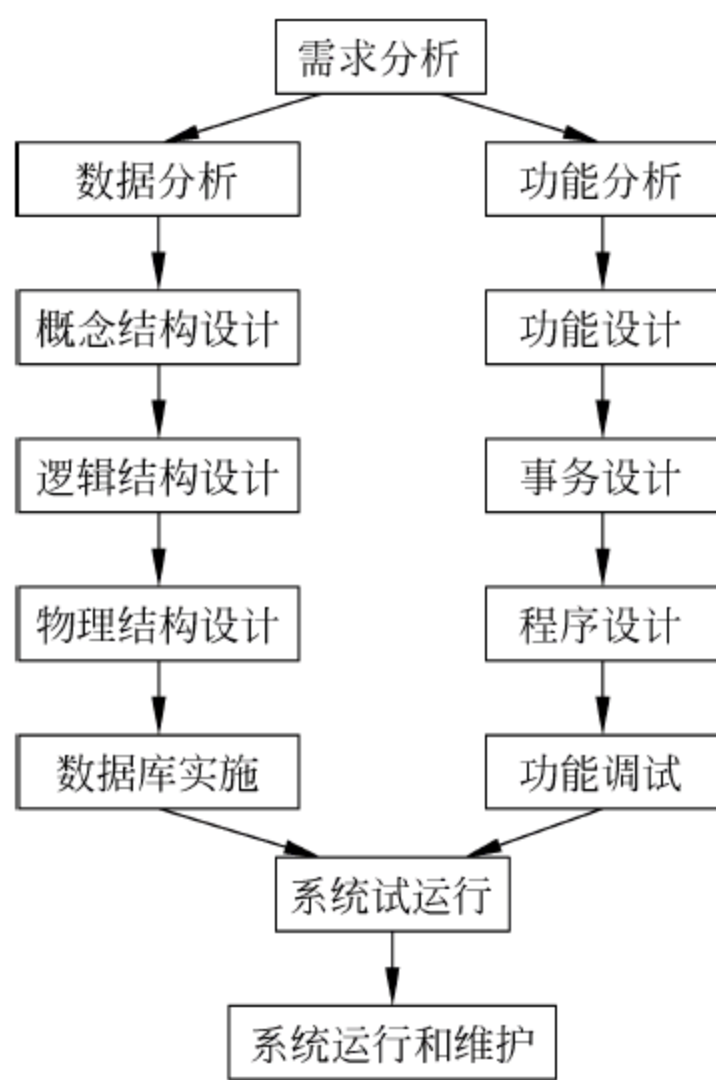 需求分析
数据分析
功能分析
概念结构设计
功能设计
逻辑结构设计
事务设计
物理结构设计
程序设计
数据库实施
功能调试
系统试运行
系统运行和维护